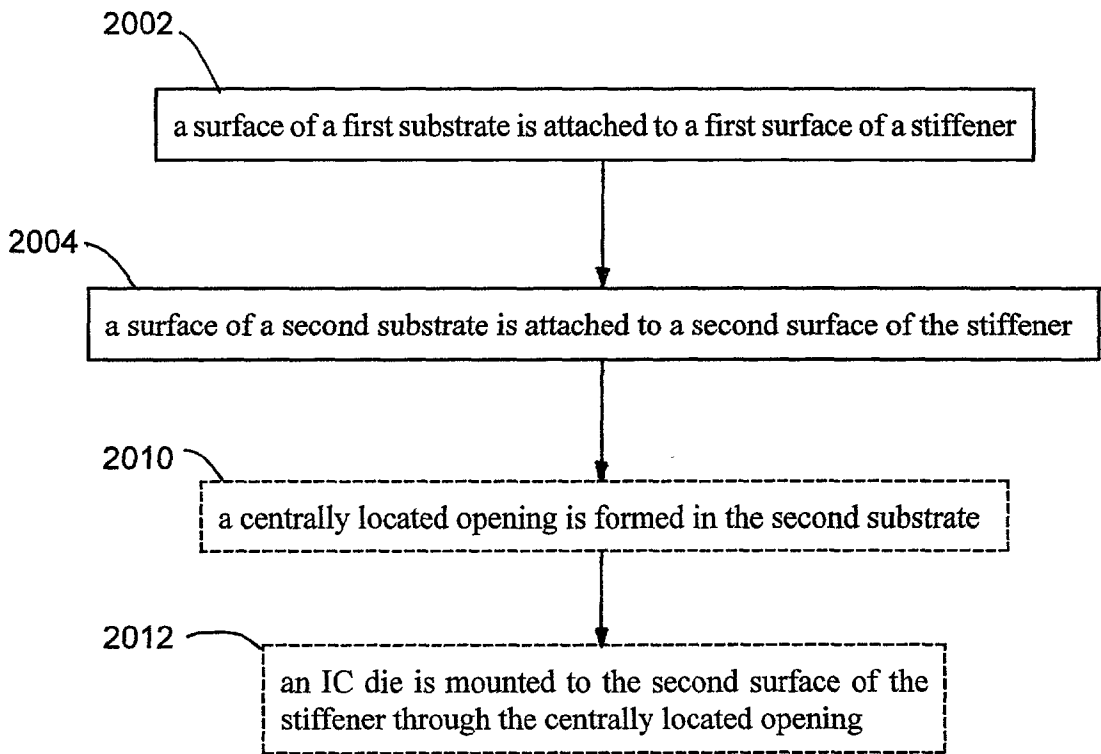 2002
a surface of a first substrate is attached to a first surface of a stiffener
2004
a surface of a second substrate is attached to a second surface of the stiffener
2010
a centrally located opening is formed in the second substrate
2012
an IC die is mounted to the second surface of the
stiffener through the centrally located opening